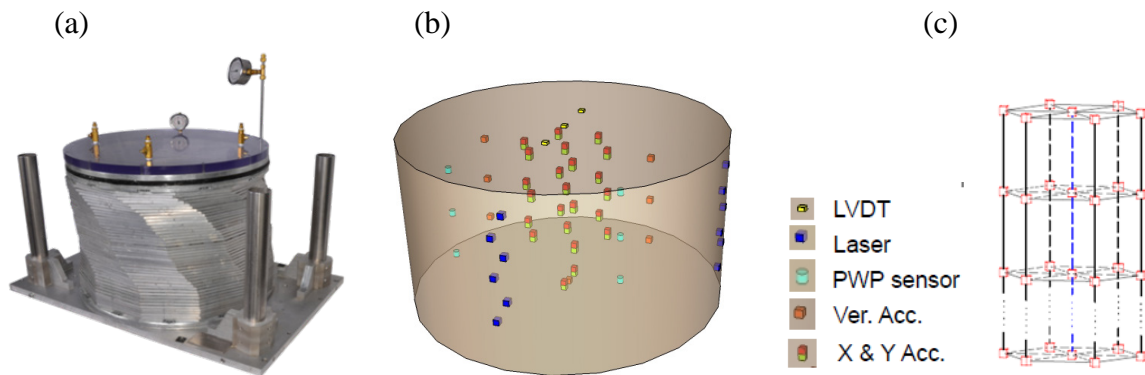 (a) (b) (c)
LVDT
Laser
PWP sensor
Ver. Acc.
X & Y Acc.